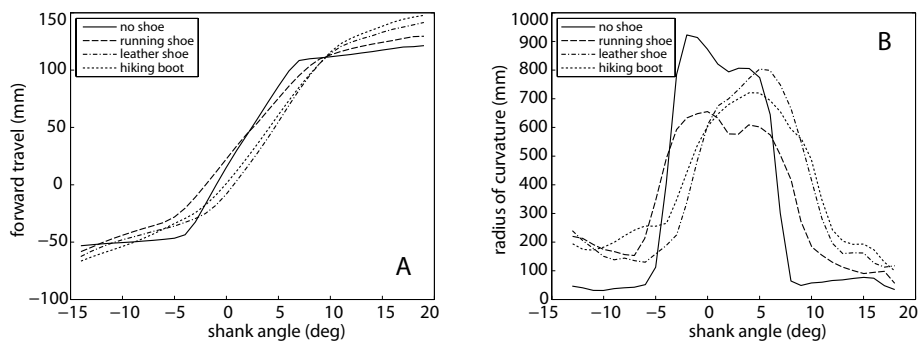 150
100
50
0
−50
−100
−15
−10
−5
0
5
10
15
20
forward travel (mm)
shank angle (deg)
no shoe
running shoe
leather shoe
hiking boot
A
1000
900
800
700
600
500
400
300
200
100
0
−15
−10
−5
0
5
10
15
20
radius of curvature (mm)
shank angle (deg)
no shoe
running shoe
leather shoe
hiking boot
B